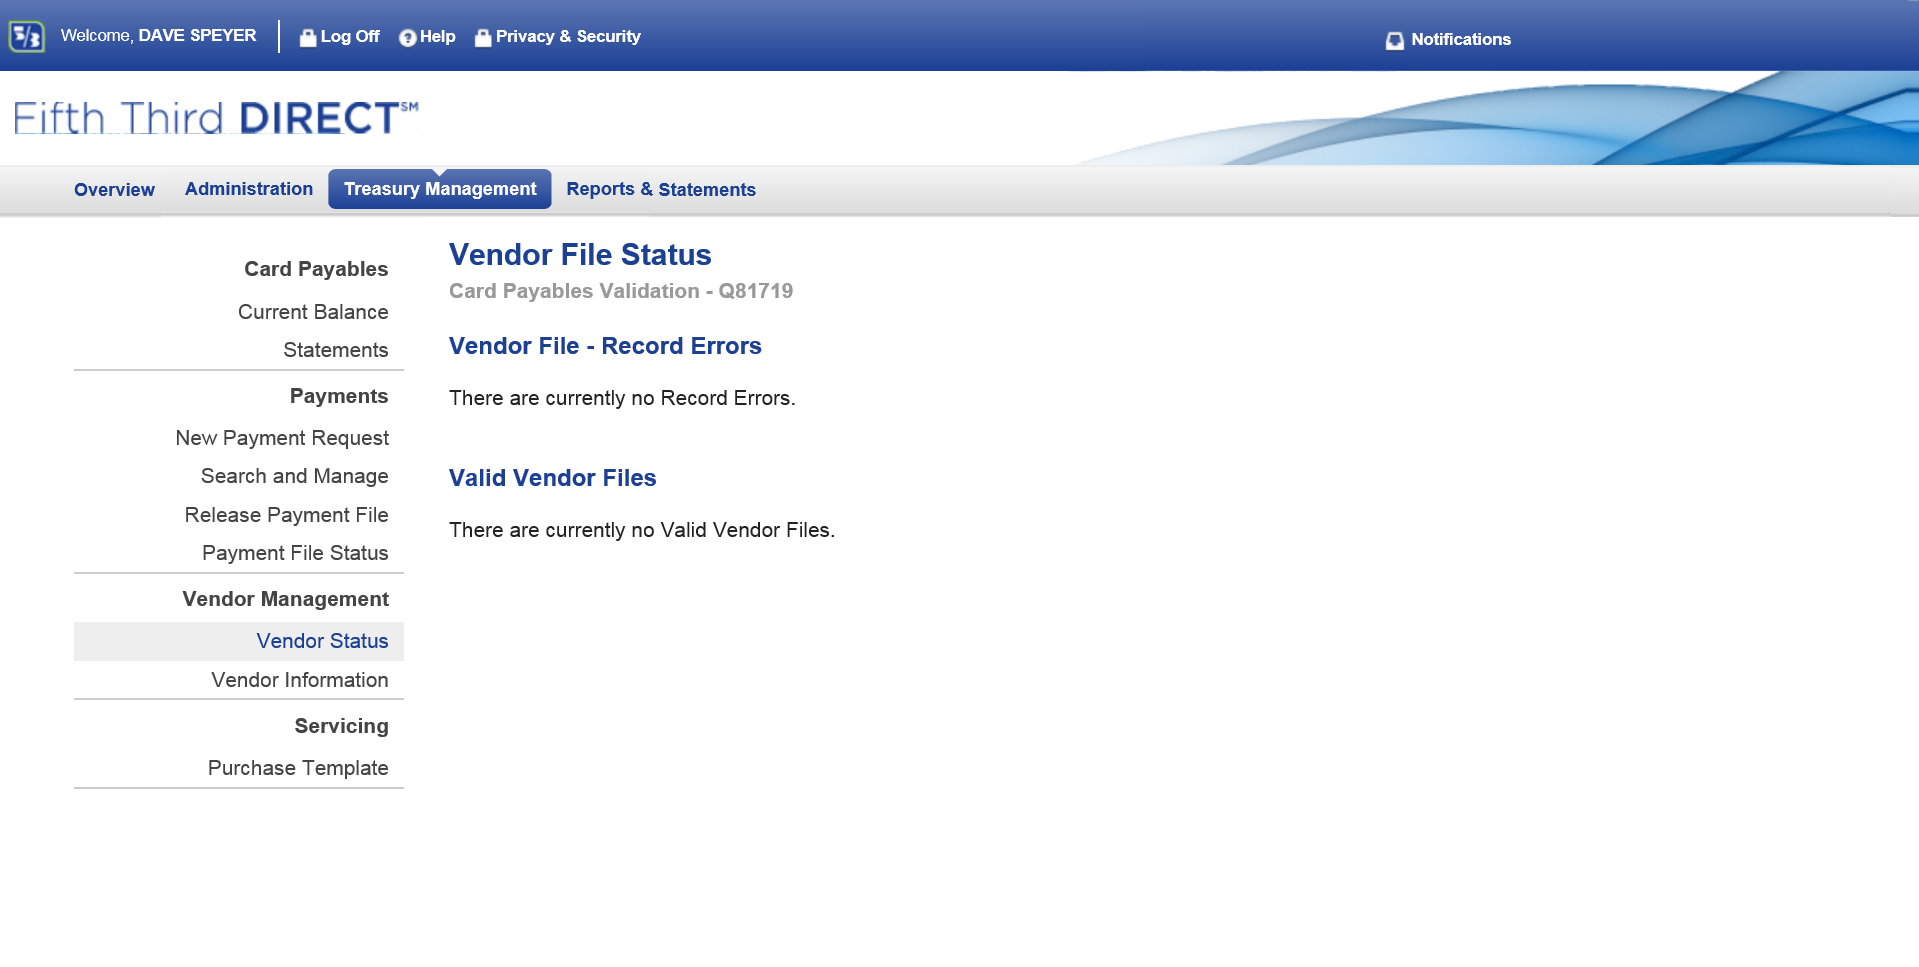 5/3 Welcome, DAVE SPEYER Log Off ? Help Privacy & Security Notifications
Fifth Third DIRECT℠
Overview Administration Treasury Management Reports & Statements
Card Payables
Current Balance
Statements
Payments
New Payment Request
Search and Manage
Release Payment File
Payment File Status
Vendor Management
Vendor Status
Vendor Information
Servicing
Purchase Template
Vendor File Status
Card Payables Validation - Q81719
Vendor File - Record Errors
There are currently no Record Errors.
Valid Vendor Files
There are currently no Valid Vendor Files.